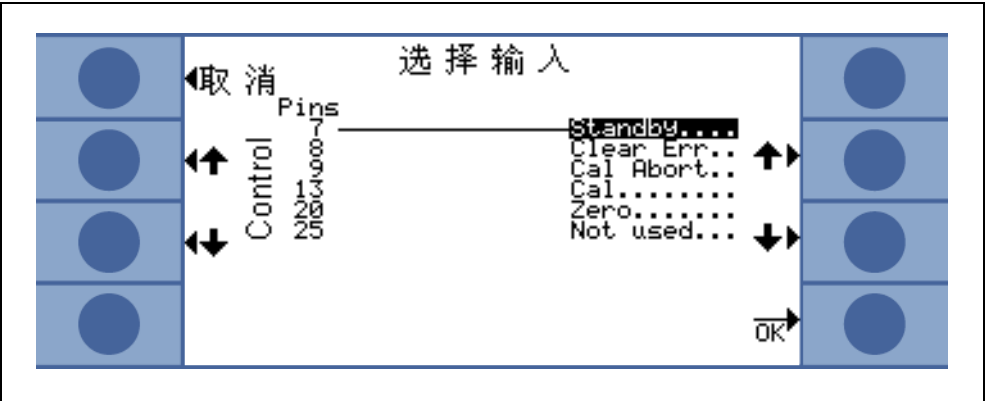 选择输入
取消
Pins
Control
7 Standby....
8 Clear Err..
9 Cal Abort..
13 Cal........
20 Zero.......
25 Not used...
OK